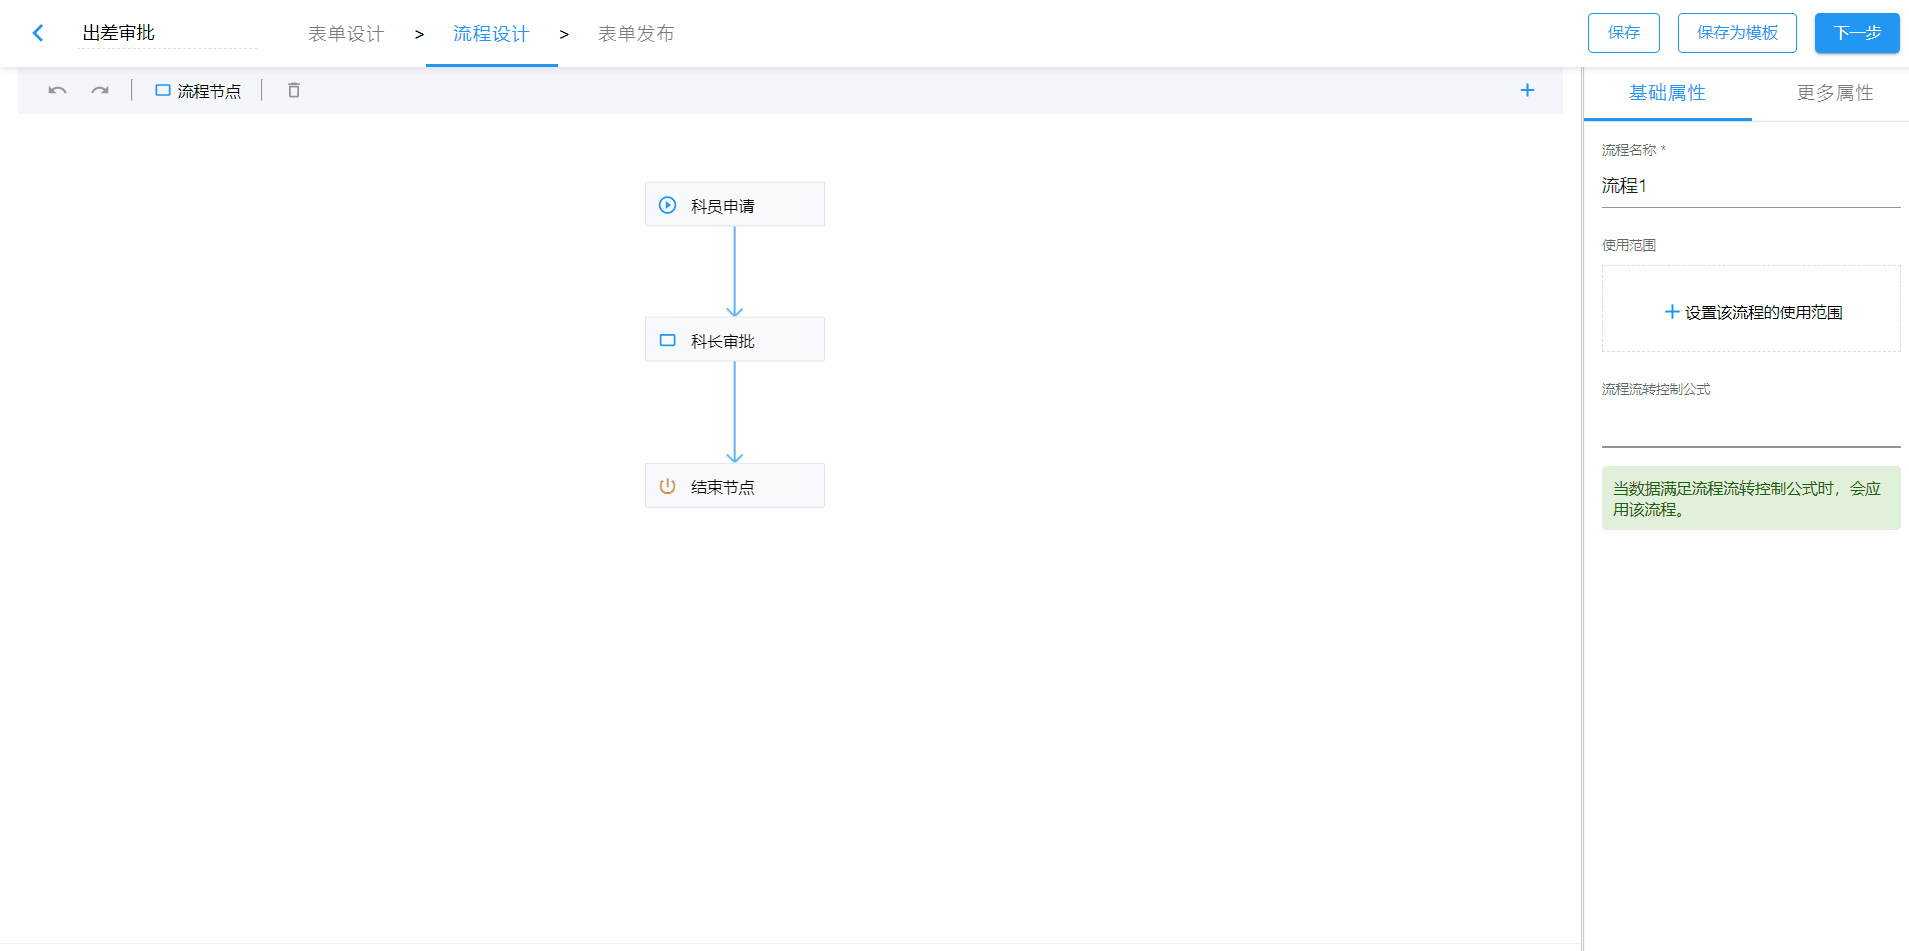 出差审批 表单设计 > 流程设计 > 表单发布 保存 保存为模板 下一步
流程节点
基础属性 更多属性
流程名称 *
流程1
使用范围
设置该流程的使用范围
流程流转控制公式
当数据满足流程流转控制公式时，会应
用该流程。
科员申请
科长审批
结束节点